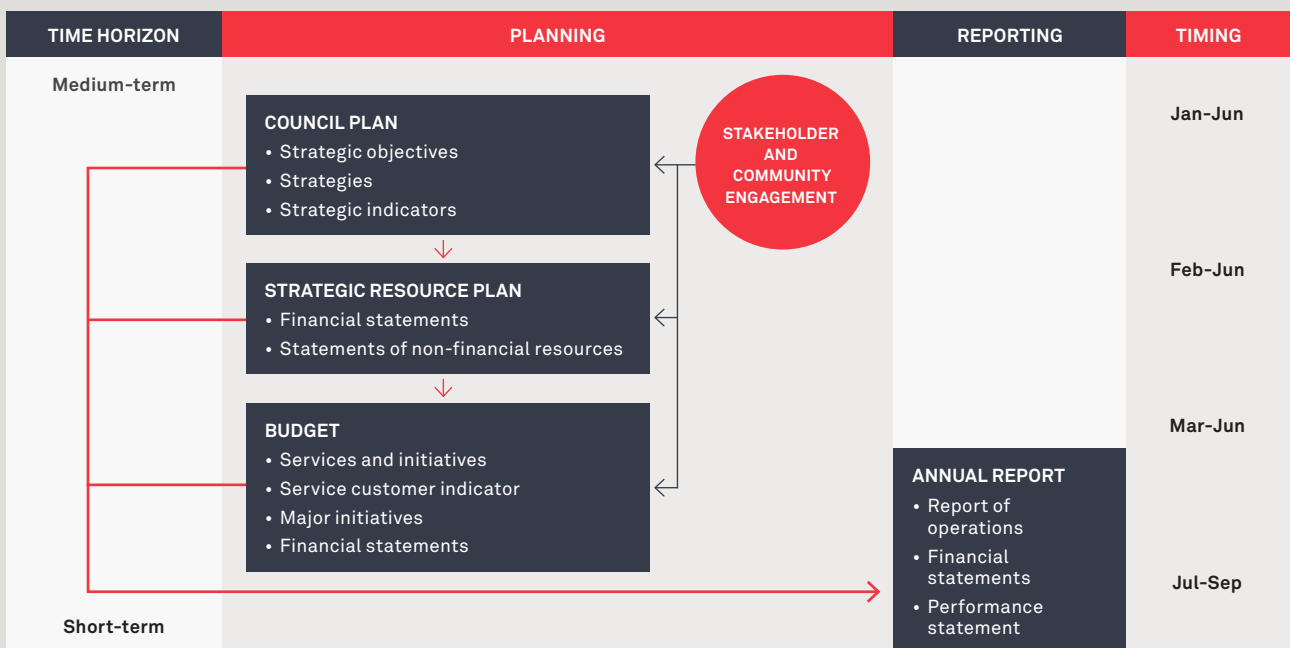 TIME HORIZON
PLANNING
REPORTING
TIMING
Medium-term
Short-term
COUNCIL PLAN
• Strategic objectives
• Strategies
• Strategic indicators
STRATEGIC RESOURCE PLAN
• Financial statements
• Statements of non-financial resources
BUDGET
• Services and initiatives
• Service customer indicator
• Major initiatives
• Financial statements
STAKEHOLDER
AND
COMMUNITY
ENGAGEMENT
ANNUAL REPORT
• Report of
operations
• Financial
statements
• Performance
statement
Jan-Jun
Feb-Jun
Mar-Jun
Jul-Sep